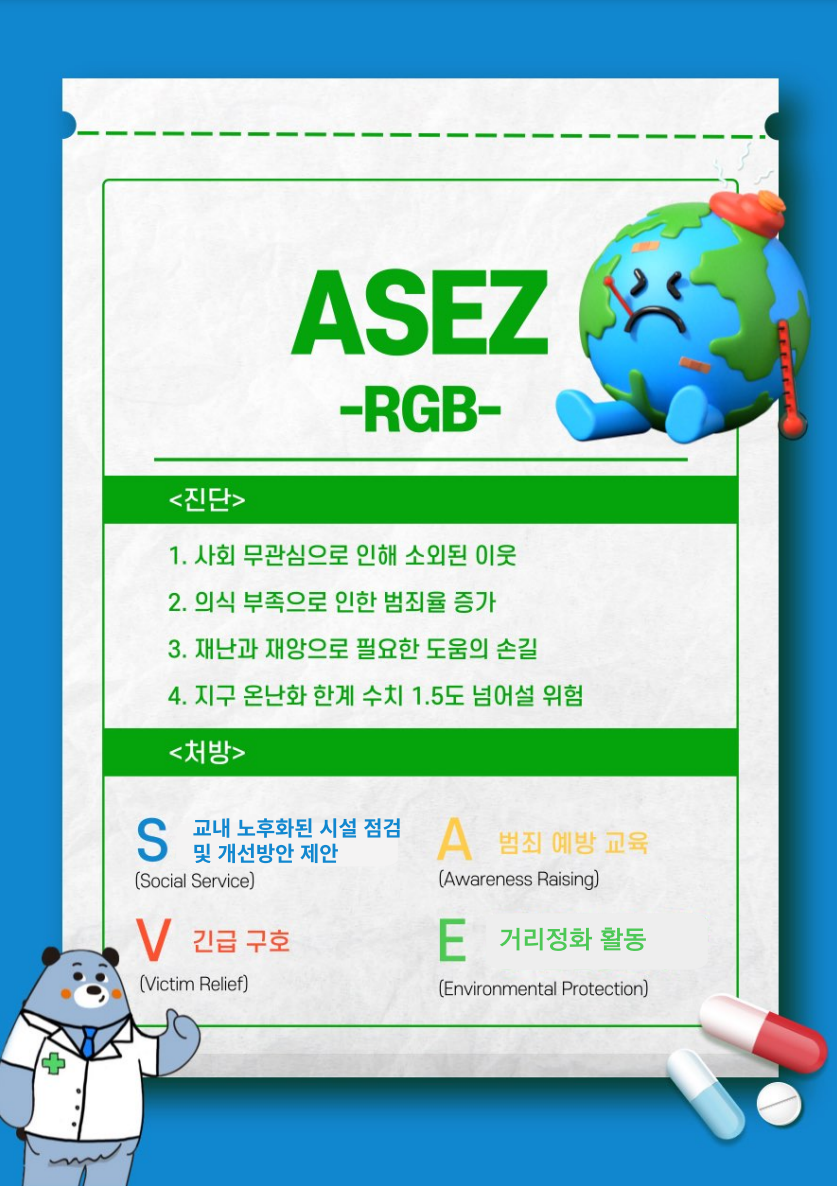 ASEZ
-RGB-
<진단>
1. 사회 무관심으로 인해 소외된 이웃
2. 의식 부족으로 인한 범죄율 증가
3. 재난과 재앙으로 필요한 도움의 손길
4. 지구 온난화 한계 수치 1.5도 넘어설 위험
<처방>
S 교내 노후화된 시설 점검
및 개선방안 제안
(Social Service)
A 범죄 예방 교육
(Awareness Raising)
V 긴급 구호
(Victim Relief)
E 거리정화 활동
(Environmental Protection)